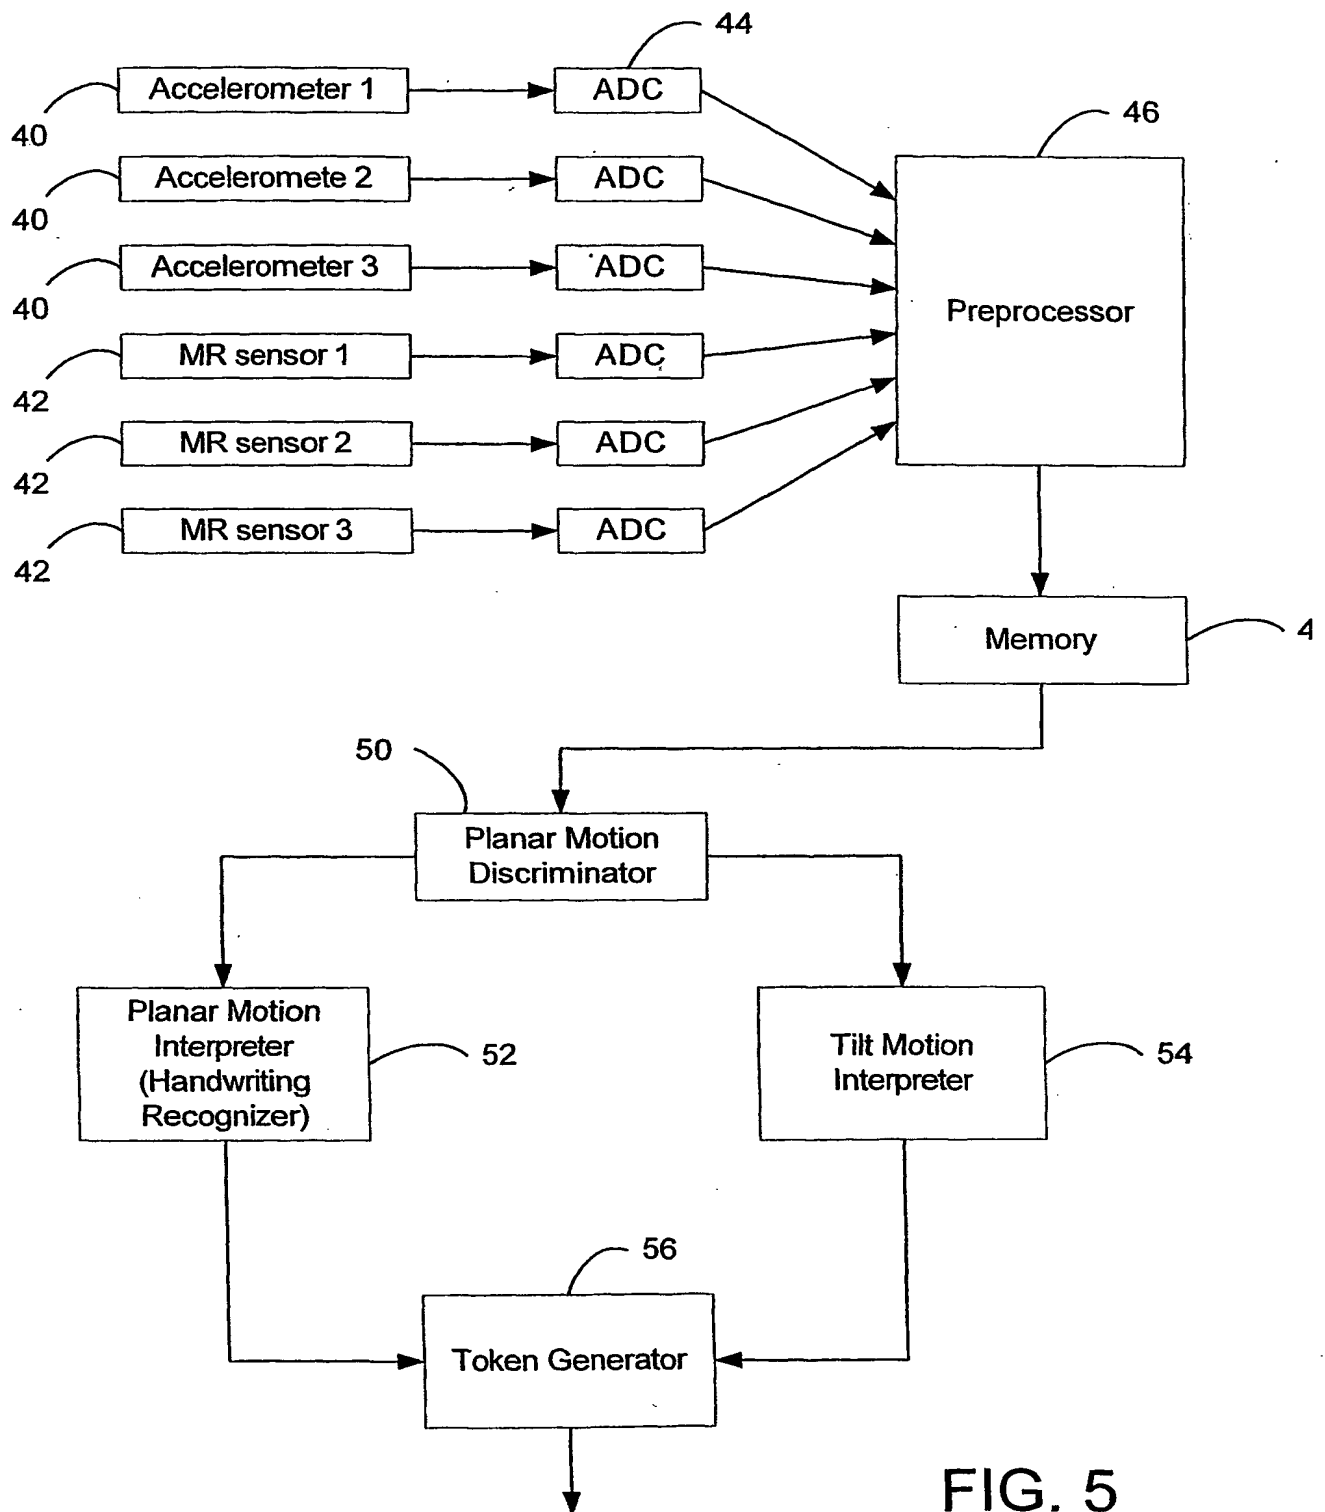 44
Accelerometer 1
ADC
40
46
Acceleromete 2
ADC
40
Accelerometer 3
ADC
40
Preprocessor
MR sensor 1
ADC
42
MR sensor 2
ADC
42
MR sensor 3
ADC
42
Memory
4
50
Planar Motion
Discriminator
Planar Motion
Interpreter
(Handwriting
Recognizer)
52
Tilt Motion
Interpreter
54
56
Token Generator
FIG. 5